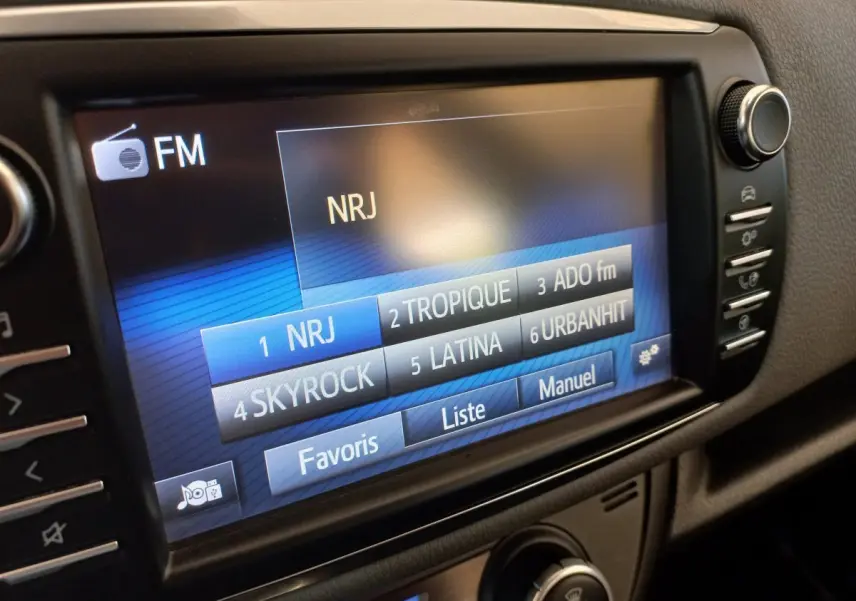 FM
NRJ
1 NRJ
2 TROPIQUE
3 ADO fm
4 SKYROCK
5 LATINA
6 URBANHIT
Favoris
Liste
Manuel